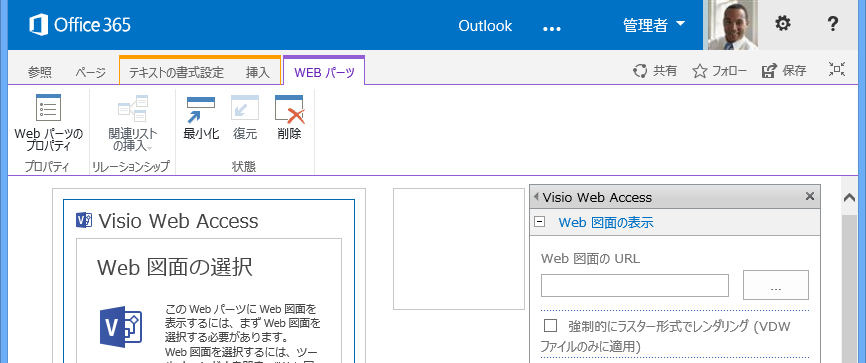 Office 365
Outlook
...
管理者
?
参照
ページ
テキストの書式設定
挿入
WEB パーツ
共有
フォロー
保存
Web パーツの
プロパティ
関連リスト
の挿入
最小化
復元
削除
プロパティ
リレーションシップ
状態
Visio Web Access
Web 図面の選択
この Web パーツに Web 図面を
表示するには、まず Web 図面を
選択する必要があります。
Web 図面を選択するには、ツー
Visio Web Access
Web 図面の表示
Web 図面の URL
...
強制的にラスター形式でレンダリング (VDW
ファイルのみに適用)